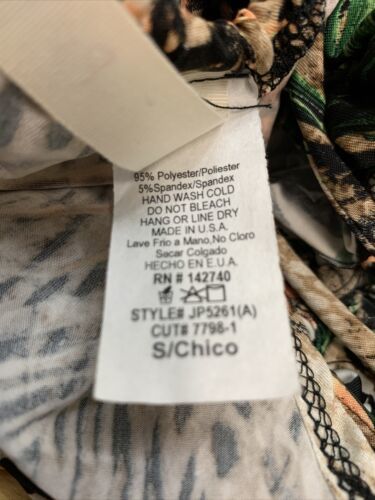 95% Polyester/Poliester
5% Spandex/Spandex
HAND WASH COLD
DO NOT BLEACH
HANG OR LINE DRY
MADE IN U.S.A.
Lave Frio a Mano, No Cloro
Secar Colgado
HECHO EN E.U.A.
RN # 142740
STYLE# JP5261(A)
CUT# 7798-1
S/Chico